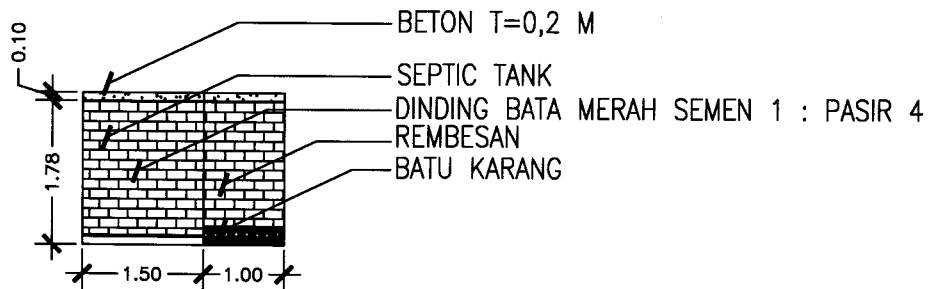 BETON T=0,2 M
0.10
SEPTIC TANK
DINDING BATA MERAH SEMEN 1 : PASIR 4
REMBESAN
BATU KARANG
1.78
1.50
1.00